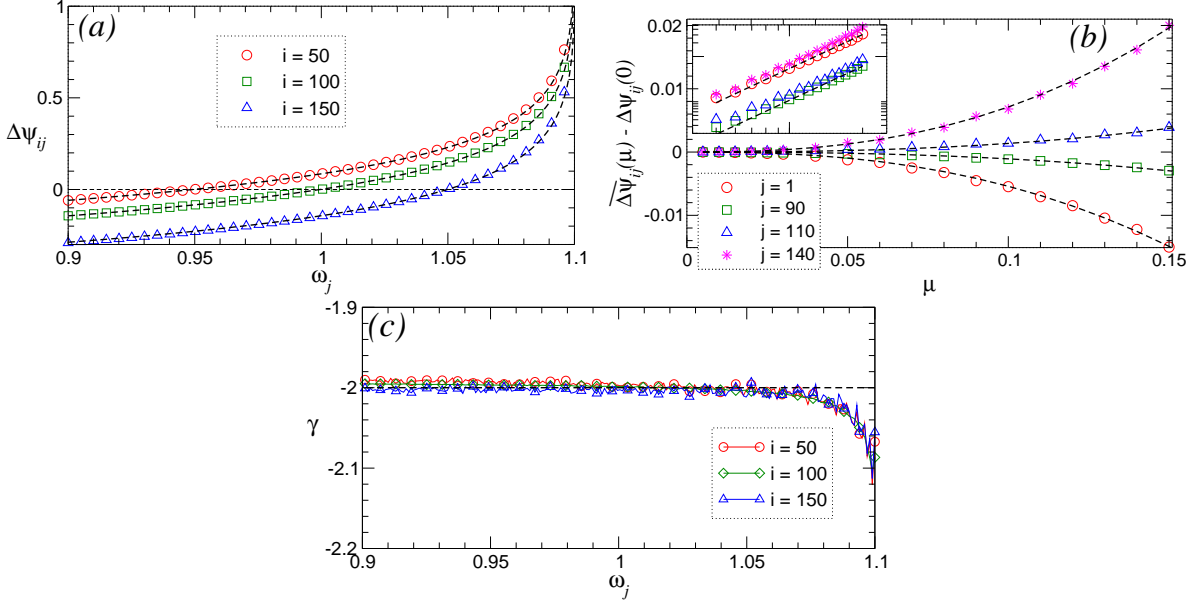 (a)
1
0.5
0
Δψij
i = 50
i = 100
i = 150
0.9
0.95
1
1.05
1.1
ωj
(b)
0.02
0.01
0
-0.01
Δψij(μ) - Δψij(0)
j = 1
j = 90
j = 110
j = 140
0
0.05
0.1
0.15
μ
(c)
-1.9
-2
-2.1
-2.2
γ
i = 50
i = 100
i = 150
0.9
0.95
1
1.05
1.1
ωj